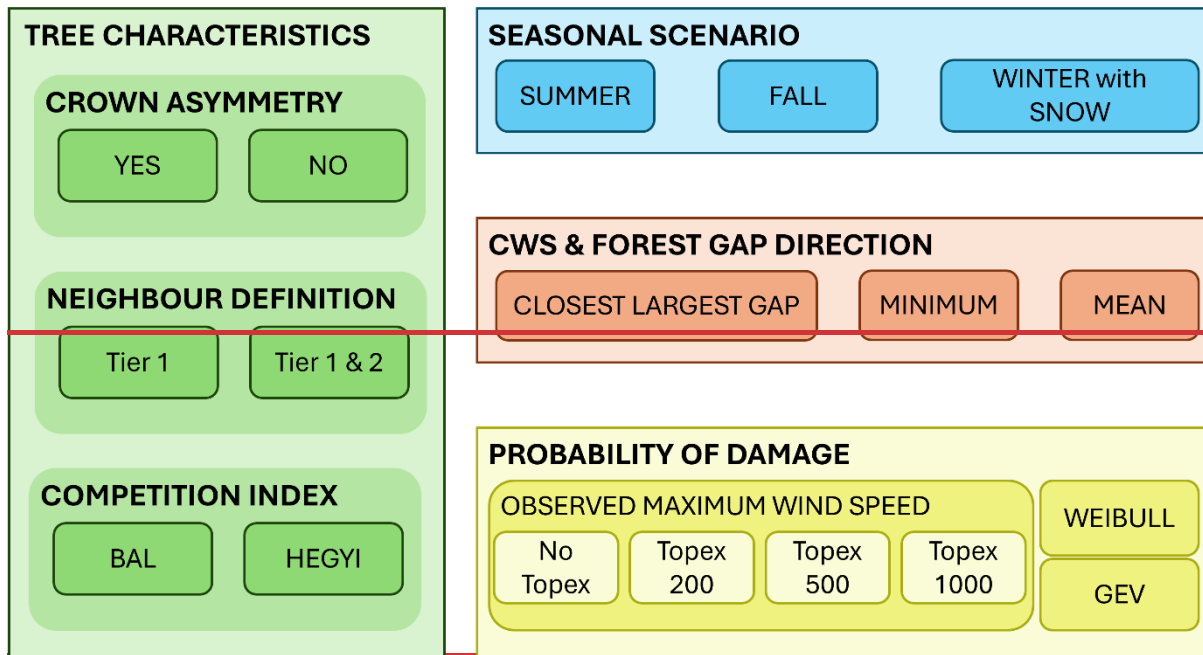 TREE CHARACTERISTICS
CROWN ASYMMETRY
YES
NO
NEIGHBOUR DEFINITION
Tier 1
Tier 1 & 2
COMPETITION INDEX
BAL
HEGYI
SEASONAL SCENARIO
SUMMER
FALL
WINTER with
SNOW
CWS & FOREST GAP DIRECTION
CLOSEST LARGEST GAP
MINIMUM
MEAN
PROBABILITY OF DAMAGE
OBSERVED MAXIMUM WIND SPEED
No
Topex
Topex
200
Topex
500
Topex
1000
WEIBULL
GEV